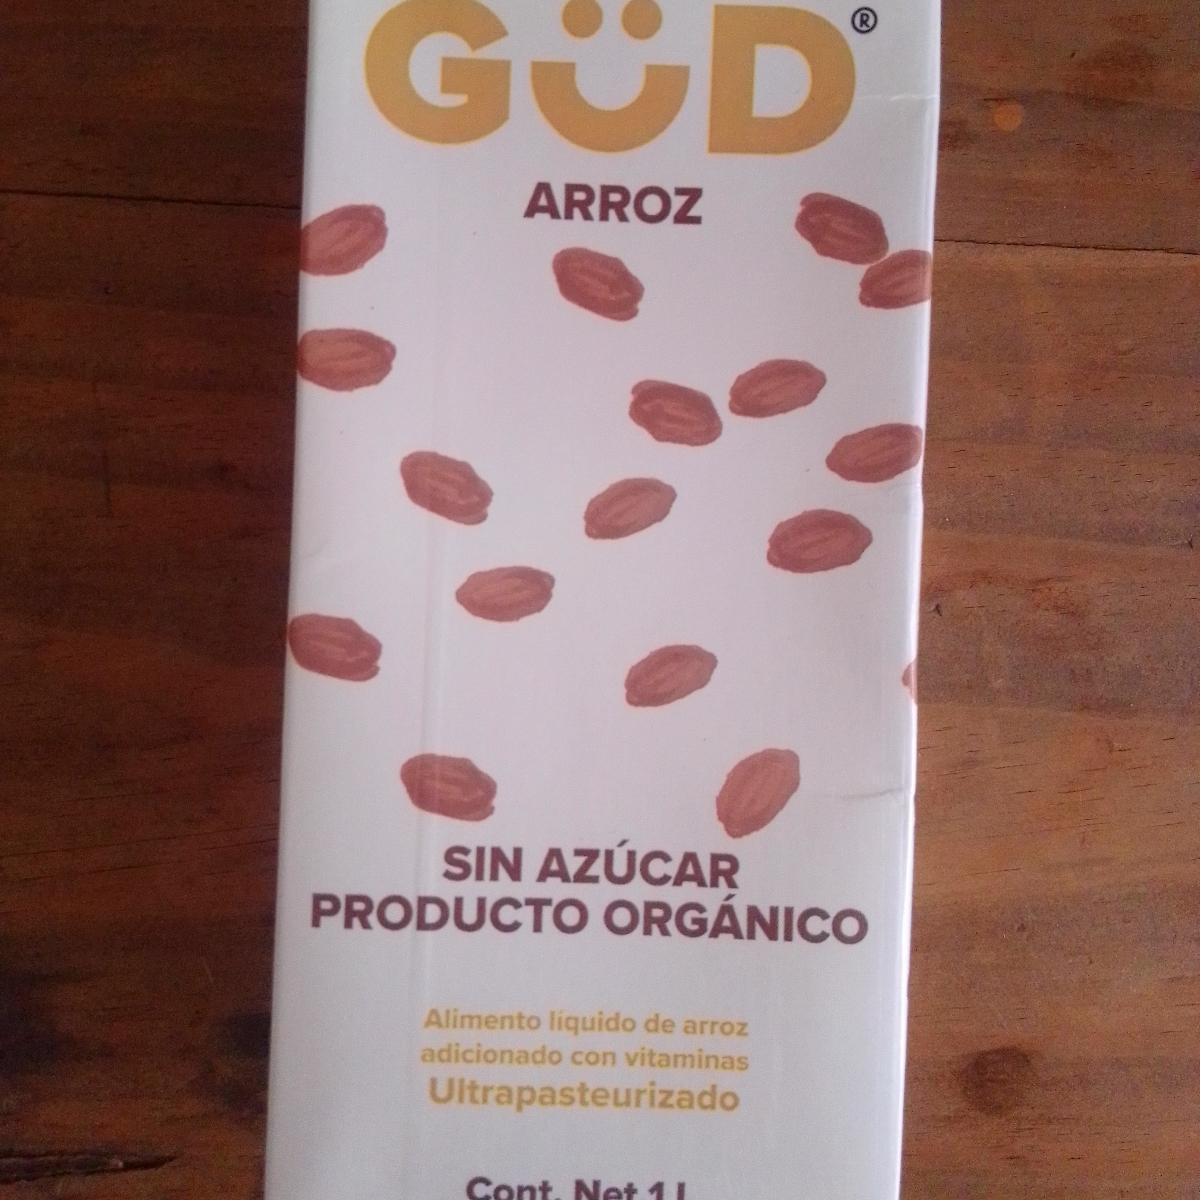 GÜD®
ARROZ
SIN AZÚCAR
PRODUCTO ORGÁNICO
Alimento líquido de arroz
adicionado con vitaminas
Ultrapasteurizado
Cont. Net 1 L